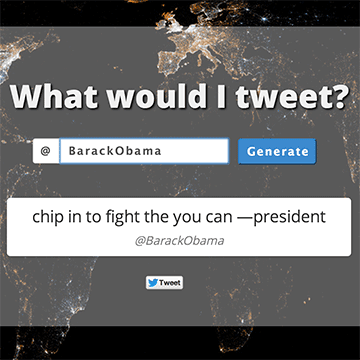 What would I tweet?
@ BarackObama Generate
chip in to fight the you can —president
@BarackObama
Tweet